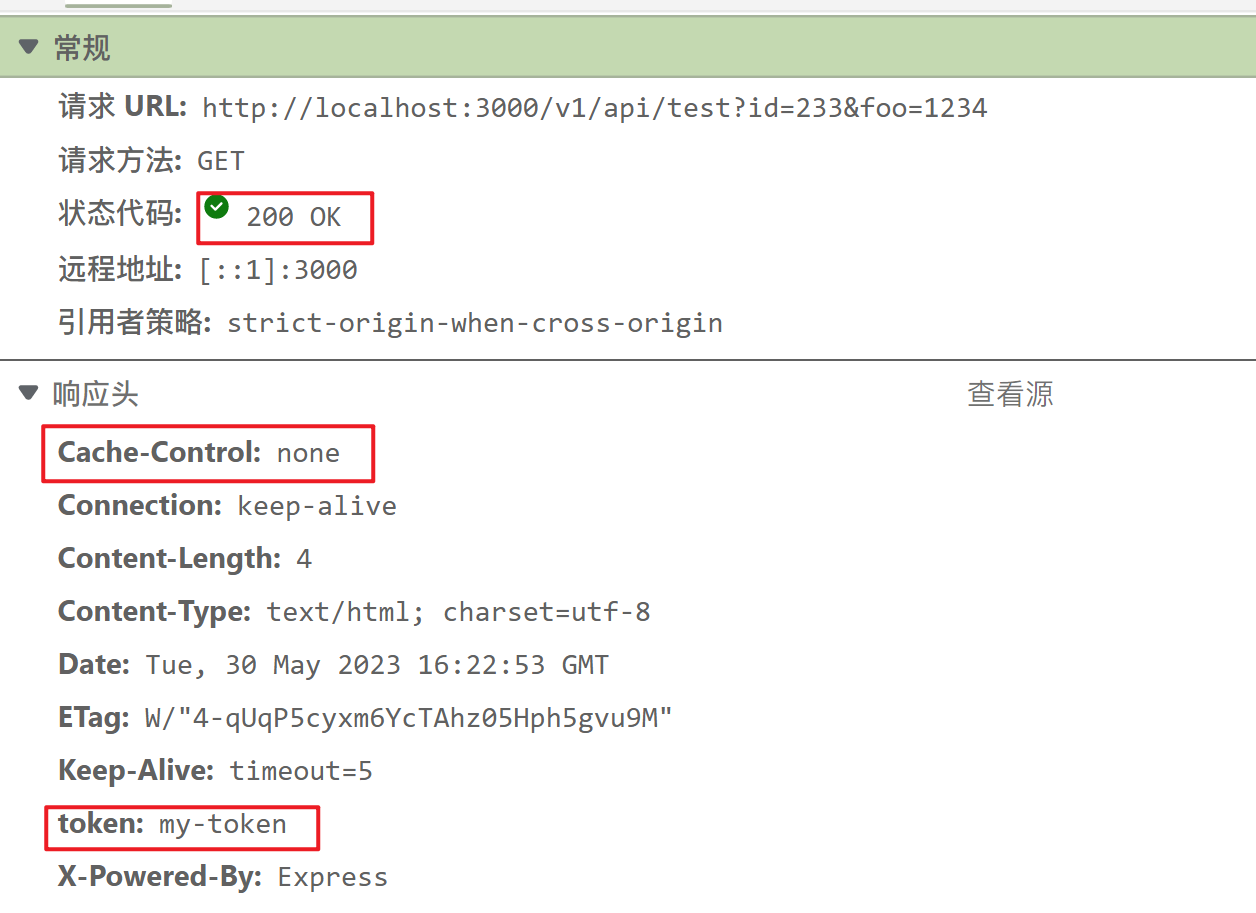 常规
请求 URL: http://localhost:3000/v1/api/test?id=233&foo=1234
请求方法: GET
状态代码: 200 OK
远程地址: [::1]:3000
引用者策略: strict-origin-when-cross-origin
响应头 查看源
Cache-Control: none
Connection: keep-alive
Content-Length: 4
Content-Type: text/html; charset=utf-8
Date: Tue, 30 May 2023 16:22:53 GMT
ETag: W/"4-qUqP5cyxm6YcTAhz05Hph5gvu9M"
Keep-Alive: timeout=5
token: my-token
X-Powered-By: Express